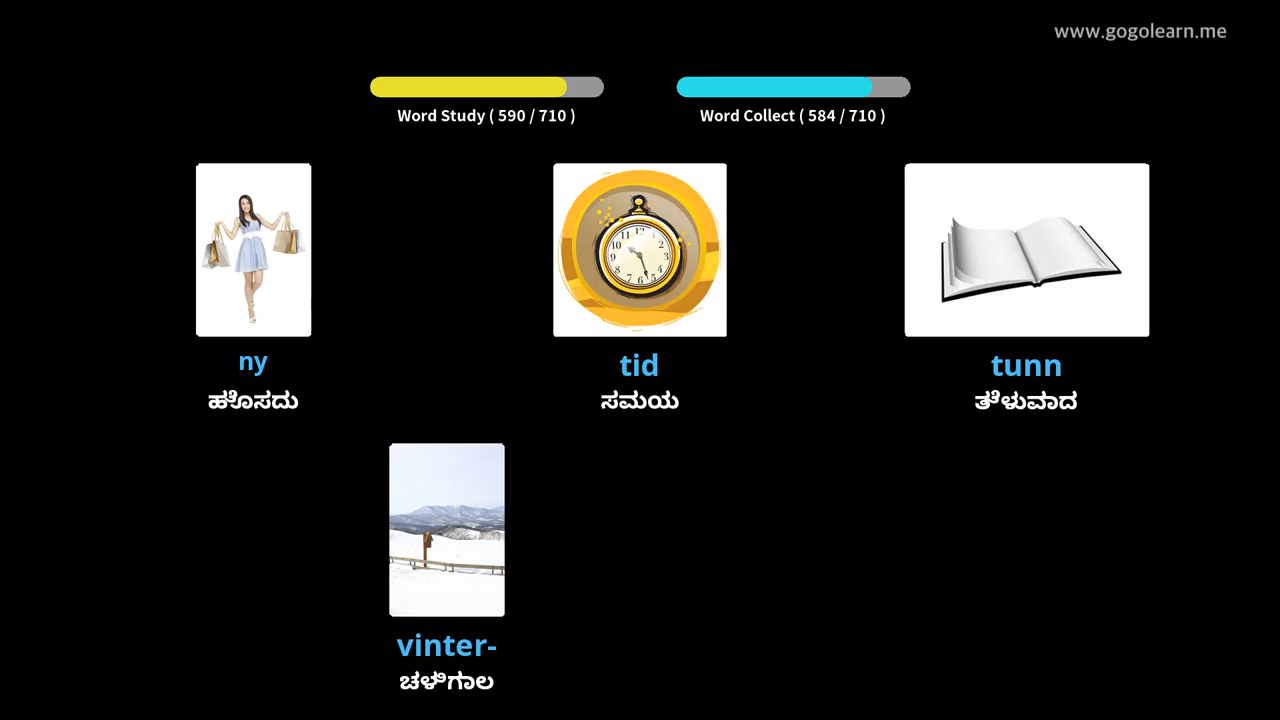 www.gogolearn.me
Word Study ( 590 / 710 )
Word Collect ( 584 / 710 )
ny
ಹೊಸದು
tid
ಸಮಯ
tunn
ತೆಳುವಾದ
vinter-
ಚಳಿಗಾಲ